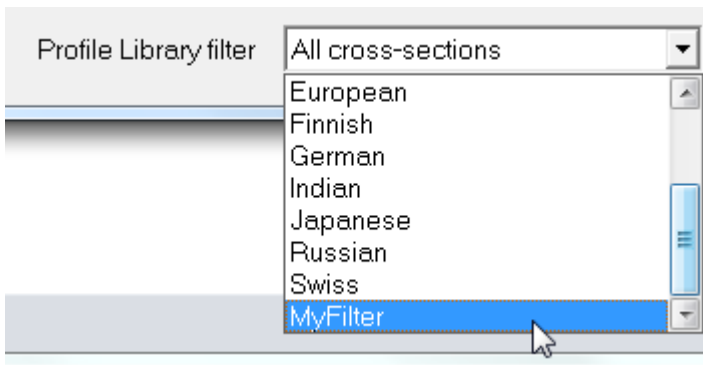 Profile Library filter All cross-sections
European
Finnish
German
Indian
Japanese
Russian
Swiss
MyFilter